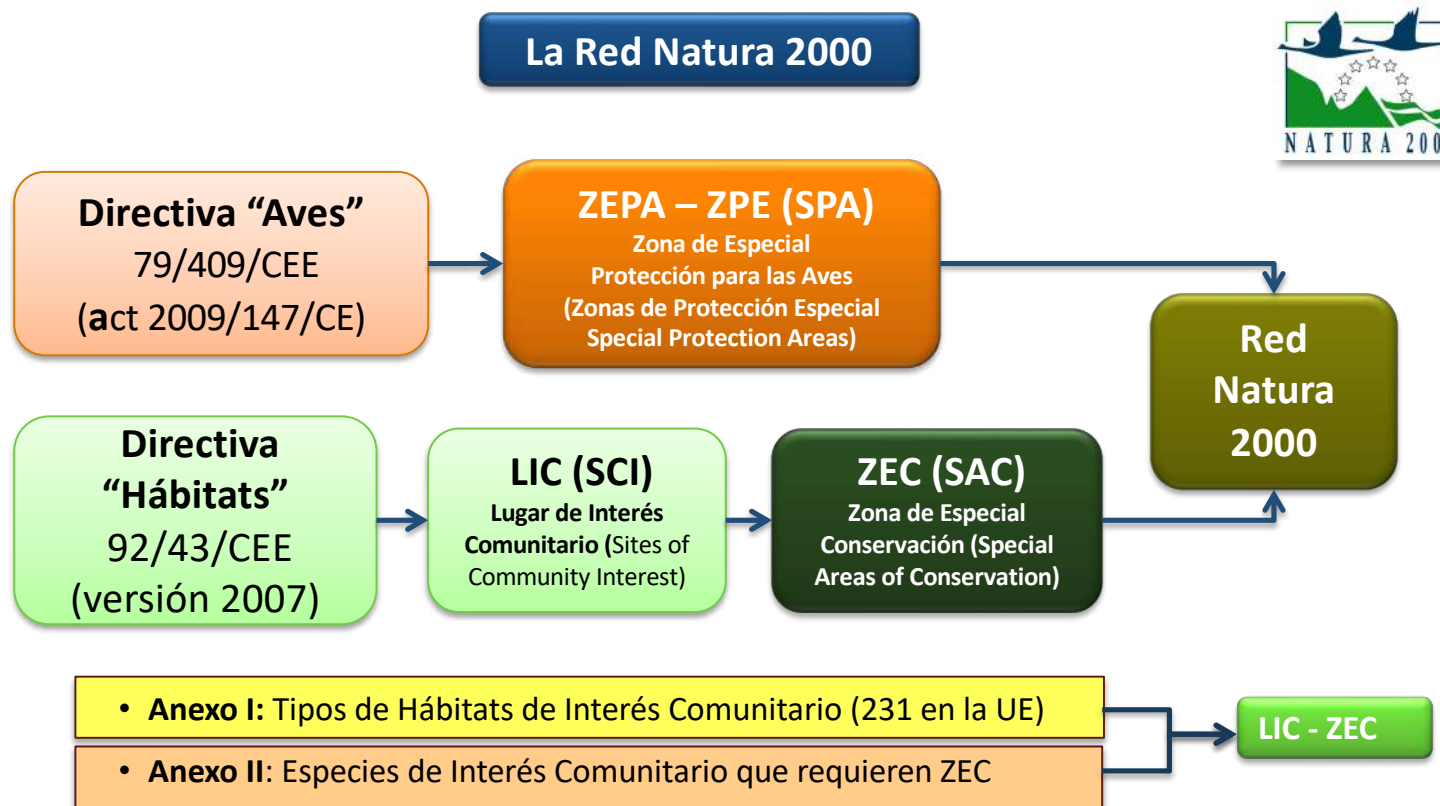 La Red Natura 2000
NATURA 200
Directiva “Aves”
79/409/CEE
(act 2009/147/CE)
ZEPA – ZPE (SPA)
Zona de Especial
Protección para las Aves
(Zonas de Protección Especial
Special Protection Areas)
Red
Natura
2000
Directiva
“Hábitats”
92/43/CEE
(versión 2007)
LIC (SCI)
Lugar de Interés
Comunitario (Sites of
Community Interest)
ZEC (SAC)
Zona de Especial
Conservación (Special
Areas of Conservation)
• Anexo I: Tipos de Hábitats de Interés Comunitario (231 en la UE)
• Anexo II: Especies de Interés Comunitario que requieren ZEC
LIC - ZEC